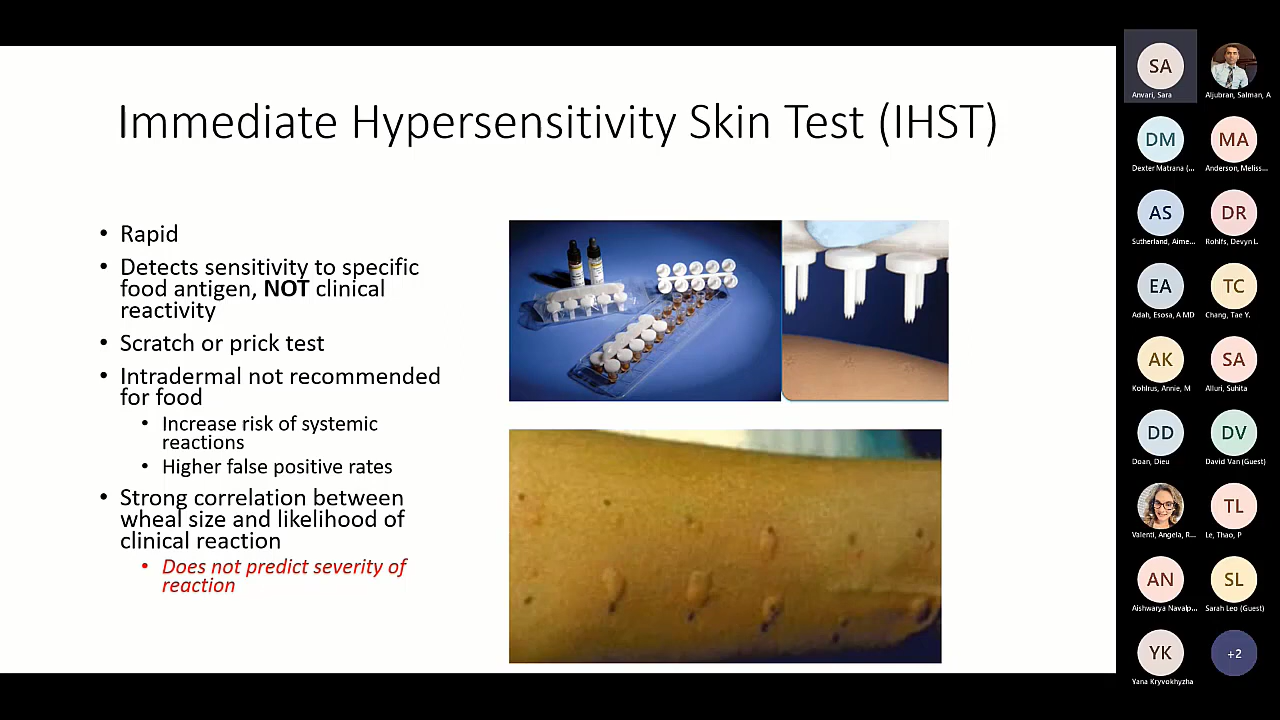 Immediate Hypersensitivity Skin Test (IHST)
• Rapid
• Detects sensitivity to specific
food antigen, NOT clinical
reactivity
• Scratch or prick test
• Intradermal not recommended
for food
• Increase risk of systemic
reactions
• Higher false positive rates
• Strong correlation between
wheal size and likelihood of
clinical reaction
• Does not predict severity of
reaction
SA
Anvari, Sara
Aljubran, Salman, A
DM
Dexter Matrana (...
MA
Anderson, Meliss...
AS
Sutherland, Aime...
DR
Rohlfs, Devyn L.
EA
Adah, Esosa, A MD
TC
Chang, Tae Y.
AK
Kohlrus, Annie, M
SA
Alluri, Suhita
DD
Doan, Dieu
DV
David Van (Guest)
Valenti, Angela, R...
TL
Le, Thao, P
AN
Aishwarya Navalp...
SL
Sarah Leo (Guest)
YK
Yana Kryvokhyzha
+2